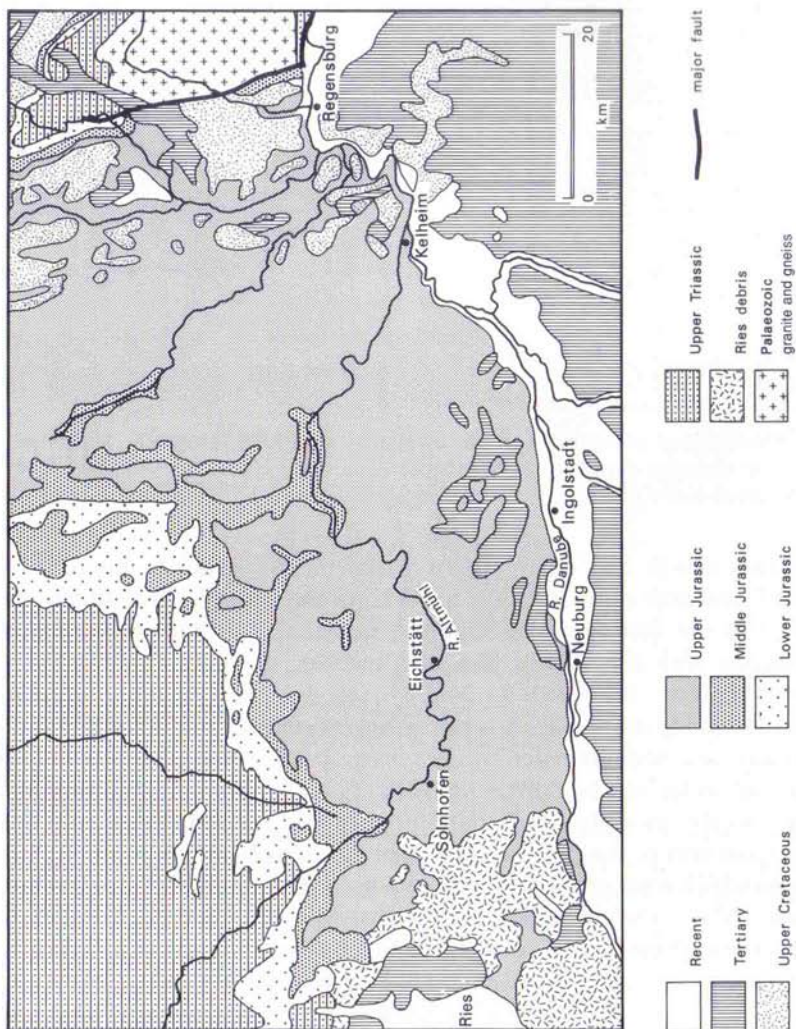 Ries
Solnhofen
Eichstätt
R. Altmühl
Neuburg
R. Danube
Ingolstadt
Kelheim
Regensburg
0 20
km
Recent
Tertiary
Upper Cretaceous
Upper Jurassic
Middle Jurassic
Lower Jurassic
Upper Triassic
Ries debris
Palaeozoic
granite and gneiss
major fault